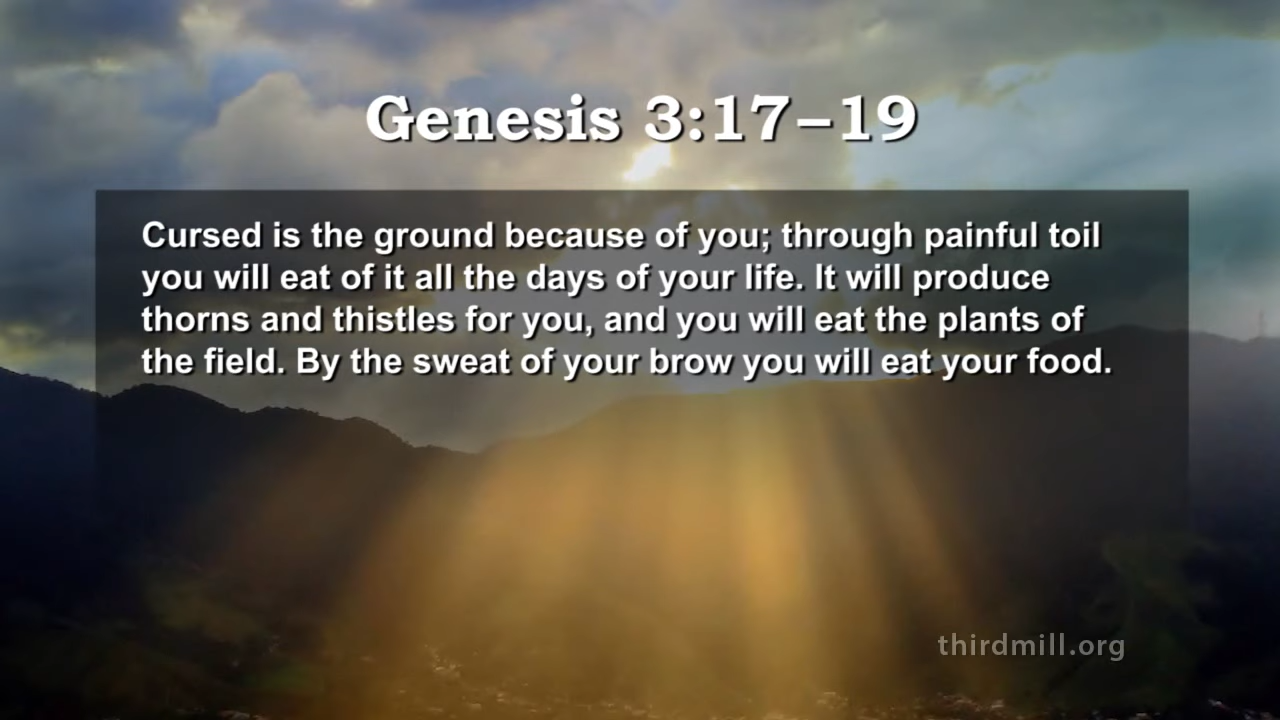 Genesis 3:17–19
Cursed is the ground because of you; through painful toil
you will eat of it all the days of your life. It will produce
thorns and thistles for you, and you will eat the plants of
the field. By the sweat of your brow you will eat your food.
thirdmill.org